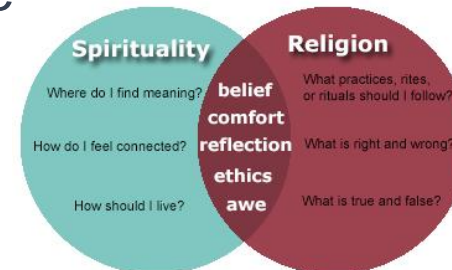 Spirituality
Where do I find meaning?
How do I feel connected?
How should I live?
belief
comfort
reflection
ethics
awe
Religion
What practices, rites,
or rituals should I follow?
What is right and wrong?
What is true and false?